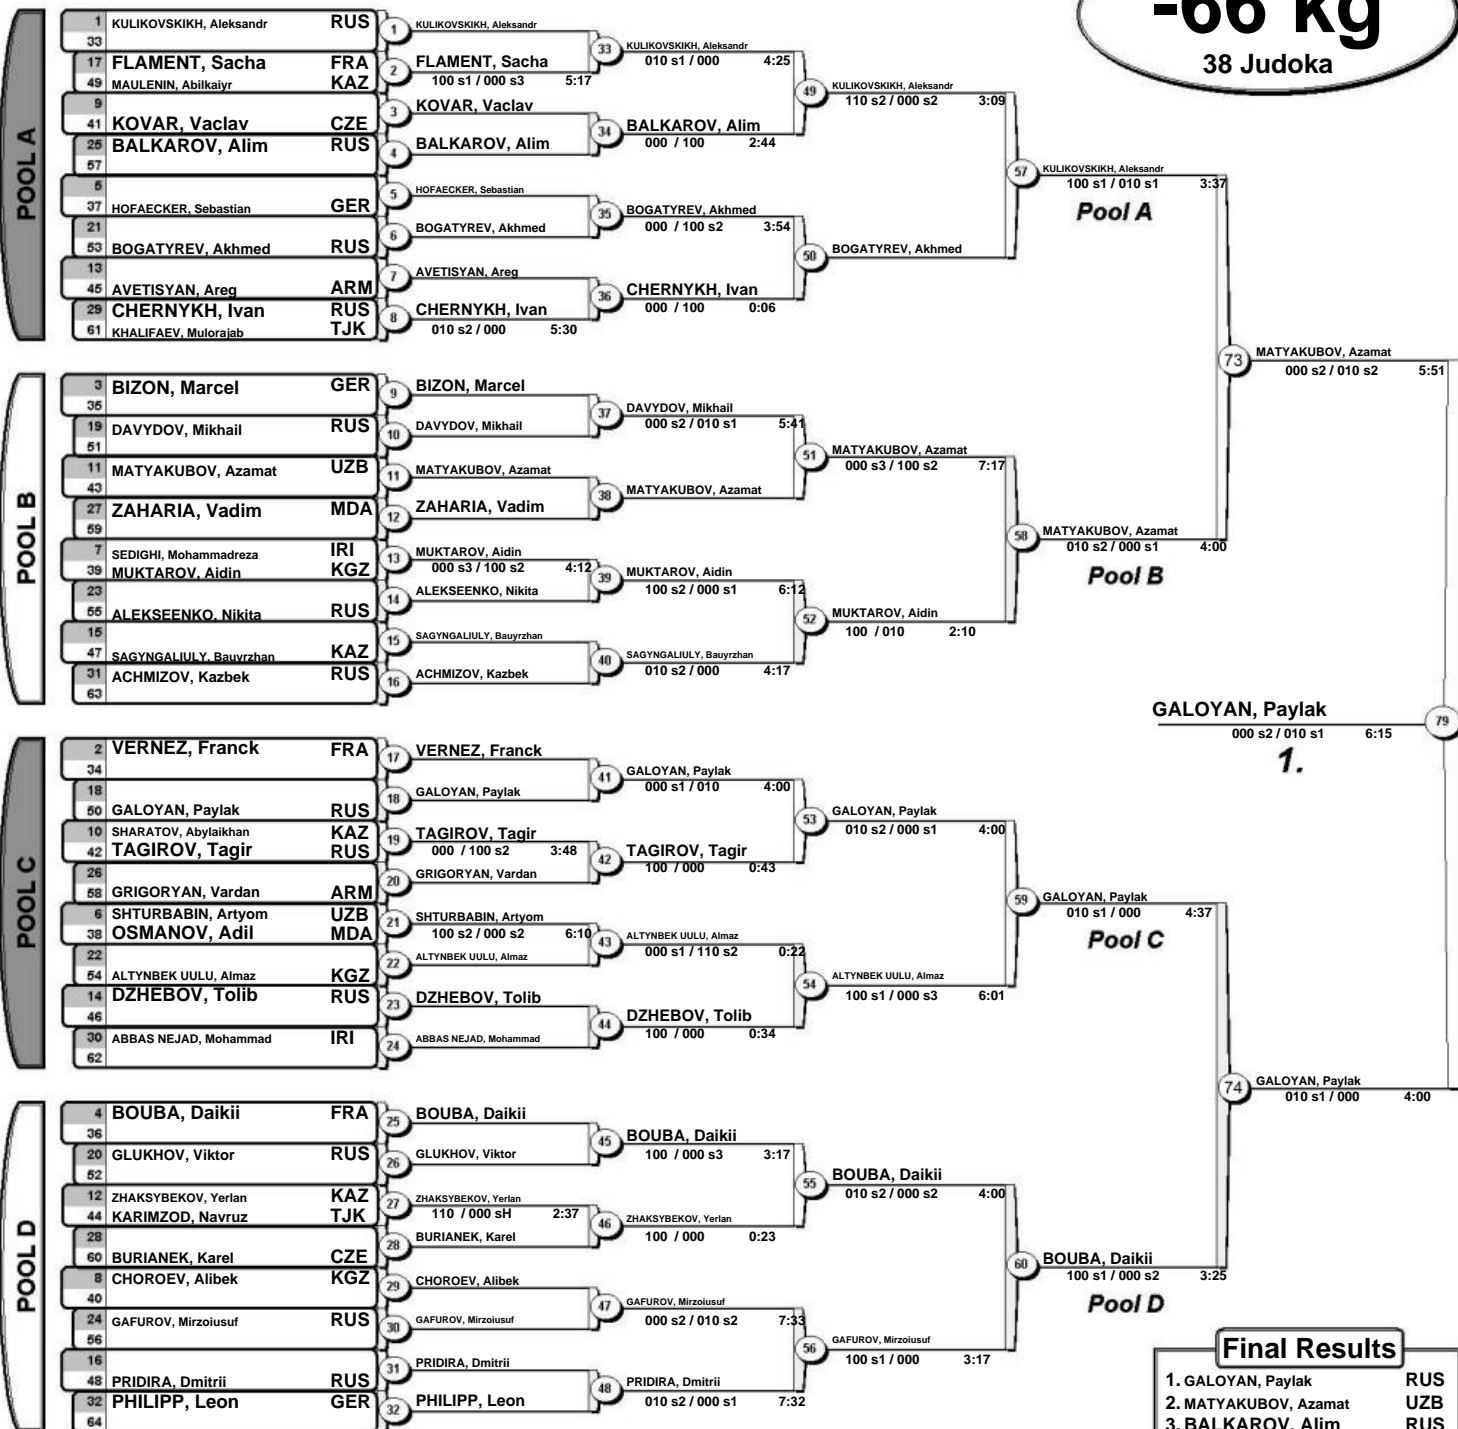 -66 kg
38 Judoka
POOL A
1 KULIKOVSKIKH, Aleksandr RUS
33
17 FLAMENT, Sacha FRA
49 MAULENIN, Abilkaiyr KAZ
9
41 KOVAR, Vaclav CZE
25 BALKAROV, Alim RUS
57
5
37 HOFAECKER, Sebastian GER
21
53 BOGATYREV, Akhmed RUS
13
45 AVETISYAN, Areg ARM
29 CHERNYKH, Ivan RUS
61 KHALIFAEV, Mulorajab TJK
1 KULIKOVSKIKH, Aleksandr
2 FLAMENT, Sacha
100 s1 / 000 s3 5:17
3 KOVAR, Vaclav
4 BALKAROV, Alim
5 HOFAECKER, Sebastian
6 BOGATYREV, Akhmed
7 AVETISYAN, Areg
8 CHERNYKH, Ivan
010 s2 / 000 5:30
33 KULIKOVSKIKH, Aleksandr
010 s1 / 000 4:25
34 BALKAROV, Alim
000 / 100 2:44
35 BOGATYREV, Akhmed
000 / 100 s2 3:54
36 CHERNYKH, Ivan
000 / 100 0:06
49 KULIKOVSKIKH, Aleksandr
110 s2 / 000 s2 3:09
50 BOGATYREV, Akhmed
57 KULIKOVSKIKH, Aleksandr
100 s1 / 010 s1 3:37
Pool A
POOL B
3 BIZON, Marcel GER
35
19 DAVYDOV, Mikhail RUS
51
11 MATYAKUBOV, Azamat UZB
43
27 ZAHARIA, Vadim MDA
59
7 SEDIGHI, Mohammadreza IRI
39 MUKTAROV, Aidin KGZ
23
55 ALEKSEENKO, Nikita RUS
15
47 SAGYNGALIULY, Bauyrzhan KAZ
31 ACHMIZOV, Kazbek RUS
63
9 BIZON, Marcel
10 DAVYDOV, Mikhail
11 MATYAKUBOV, Azamat
12 ZAHARIA, Vadim
13 MUKTAROV, Aidin
000 s3 / 100 s2 4:12
14 ALEKSEENKO, Nikita
15 SAGYNGALIULY, Bauyrzhan
16 ACHMIZOV, Kazbek
37 DAVYDOV, Mikhail
000 s2 / 010 s1 5:41
38 MATYAKUBOV, Azamat
39 MUKTAROV, Aidin
100 s2 / 000 s1 6:12
40 SAGYNGALIULY, Bauyrzhan
010 s2 / 000 4:17
51 MATYAKUBOV, Azamat
000 s3 / 100 s2 7:17
52 MUKTAROV, Aidin
100 / 010 2:10
58 MATYAKUBOV, Azamat
010 s2 / 000 s1 4:00
Pool B
73 MATYAKUBOV, Azamat
000 s2 / 010 s2 5:51
GALOYAN, Paylak 79
000 s2 / 010 s1 6:15
1.
POOL C
2 VERNEZ, Franck FRA
34
18
50 GALOYAN, Paylak RUS
10 SHARATOV, Abylaikhan KAZ
42 TAGIROV, Tagir RUS
26
58 GRIGORYAN, Vardan ARM
6 SHTURBABIN, Artyom UZB
38 OSMANOV, Adil MDA
22
54 ALTYNBEK UULU, Almaz KGZ
14 DZHEBOV, Tolib RUS
46
30 ABBAS NEJAD, Mohammad IRI
62
17 VERNEZ, Franck
18 GALOYAN, Paylak
19 TAGIROV, Tagir
000 / 100 s2 3:48
20 GRIGORYAN, Vardan
21 SHTURBABIN, Artyom
100 s2 / 000 s2 6:10
22 ALTYNBEK UULU, Almaz
23 DZHEBOV, Tolib
24 ABBAS NEJAD, Mohammad
41 GALOYAN, Paylak
000 s1 / 010 4:00
42 TAGIROV, Tagir
100 / 000 0:43
43 ALTYNBEK UULU, Almaz
000 s1 / 110 s2 0:22
44 DZHEBOV, Tolib
100 / 000 0:34
53 GALOYAN, Paylak
010 s2 / 000 s1 4:00
54 ALTYNBEK UULU, Almaz
100 s1 / 000 s3 6:01
59 GALOYAN, Paylak
010 s1 / 000 4:37
Pool C
74 GALOYAN, Paylak
010 s1 / 000 4:00
POOL D
4 BOUBA, Daikii FRA
36
20 GLUKHOV, Viktor RUS
52
12 ZHAKSYBEKOV, Yerlan KAZ
44 KARIMZOD, Navruz TJK
28
60 BURIANEK, Karel CZE
8 CHOROEV, Alibek KGZ
40
24 GAFUROV, Mirzoiusuf RUS
56
16
48 PRIDIRA, Dmitrii RUS
32 PHILIPP, Leon GER
64
25 BOUBA, Daikii
26 GLUKHOV, Viktor
27 ZHAKSYBEKOV, Yerlan
110 / 000 sH 2:37
28 BURIANEK, Karel
29 CHOROEV, Alibek
30 GAFUROV, Mirzoiusuf
31 PRIDIRA, Dmitrii
32 PHILIPP, Leon
45 BOUBA, Daikii
100 / 000 s3 3:17
46 ZHAKSYBEKOV, Yerlan
100 / 000 0:23
47 GAFUROV, Mirzoiusuf
000 s2 / 010 s2 7:33
48 PRIDIRA, Dmitrii
010 s2 / 000 s1 7:32
55 BOUBA, Daikii
010 s2 / 000 s2 4:00
56 GAFUROV, Mirzoiusuf
100 s1 / 000 3:17
60 BOUBA, Daikii
100 s1 / 000 s2 3:25
Pool D
Final Results
1. GALOYAN, Paylak RUS
2. MATYAKUBOV, Azamat UZB
3. BALKAROV, Alim RUS